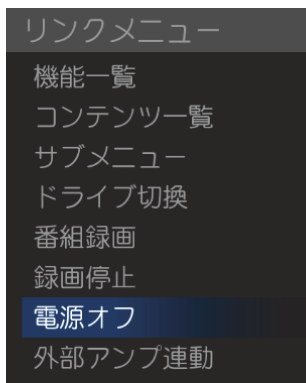 リンクメニュー
機能一覧
コンテンツ一覧
サブメニュー
ドライブ切換
番組録画
録画停止
電源オフ
外部アンプ連動